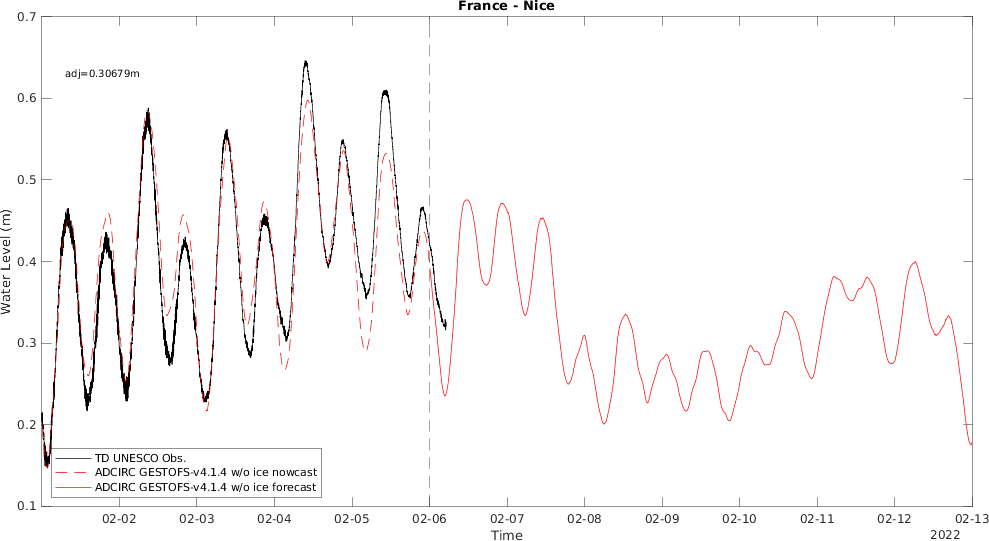 France - Nice
adj=0.30679m
Water Level (m)
0.7
0.6
0.5
0.4
0.3
0.2
0.1
TD UNESCO Obs.
ADCIRC GESTOFS-v4.1.4 w/o ice nowcast
ADCIRC GESTOFS-v4.1.4 w/o ice forecast
02-02 02-03 02-04 02-05 02-06 02-07 02-08 02-09 02-10 02-11 02-12 02-13
Time
2022